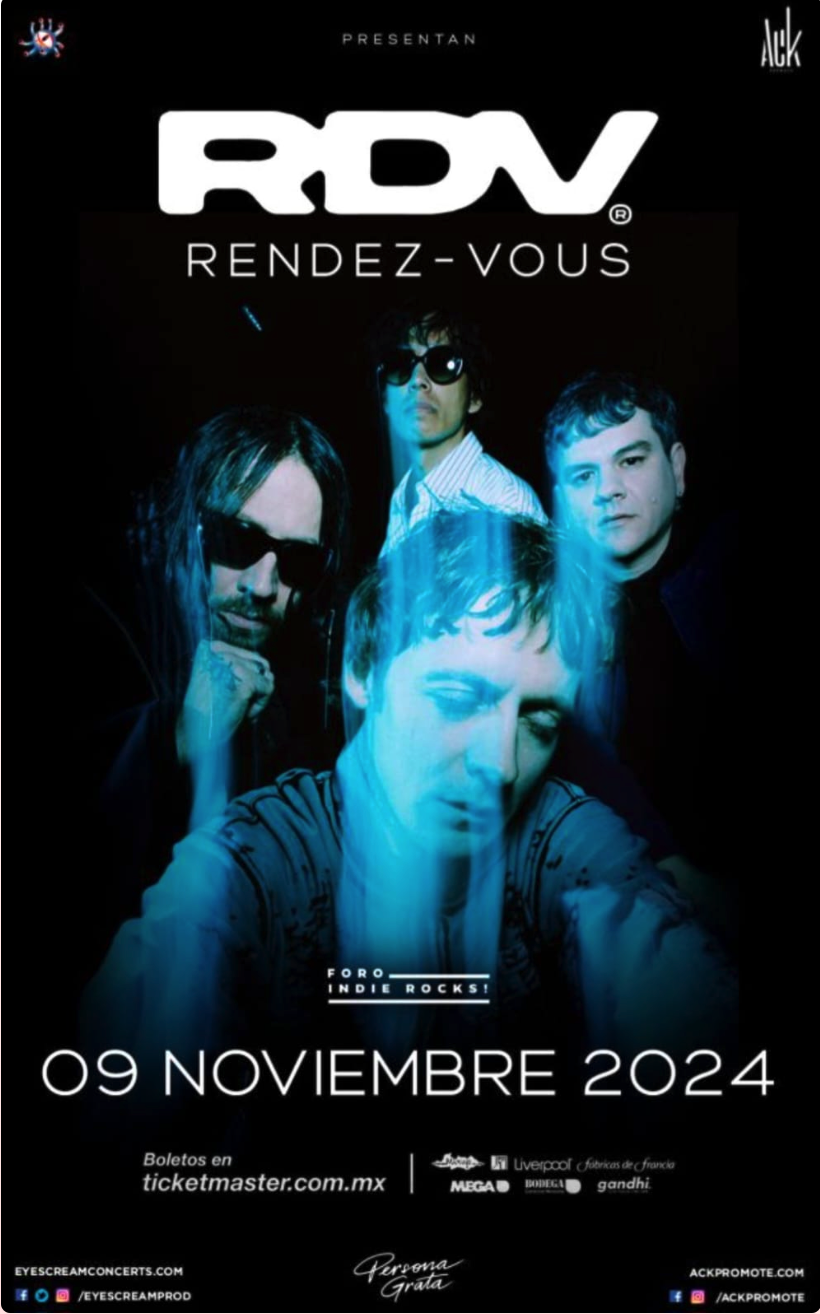 PRESENTAN
ACK
RDV®
RENDEZ-VOUS
FORO
INDIE ROCKS!
09 NOVIEMBRE 2024
Boletos en
ticketmaster.com.mx
Liverpool fábricas de francia
MEGA BODEGA gandhi
EYESCREAMCONCERTS.COM
/EYESCREAMPROD
Persona
Grata
ACKPROMOTE.COM
/ACKPROMOTE